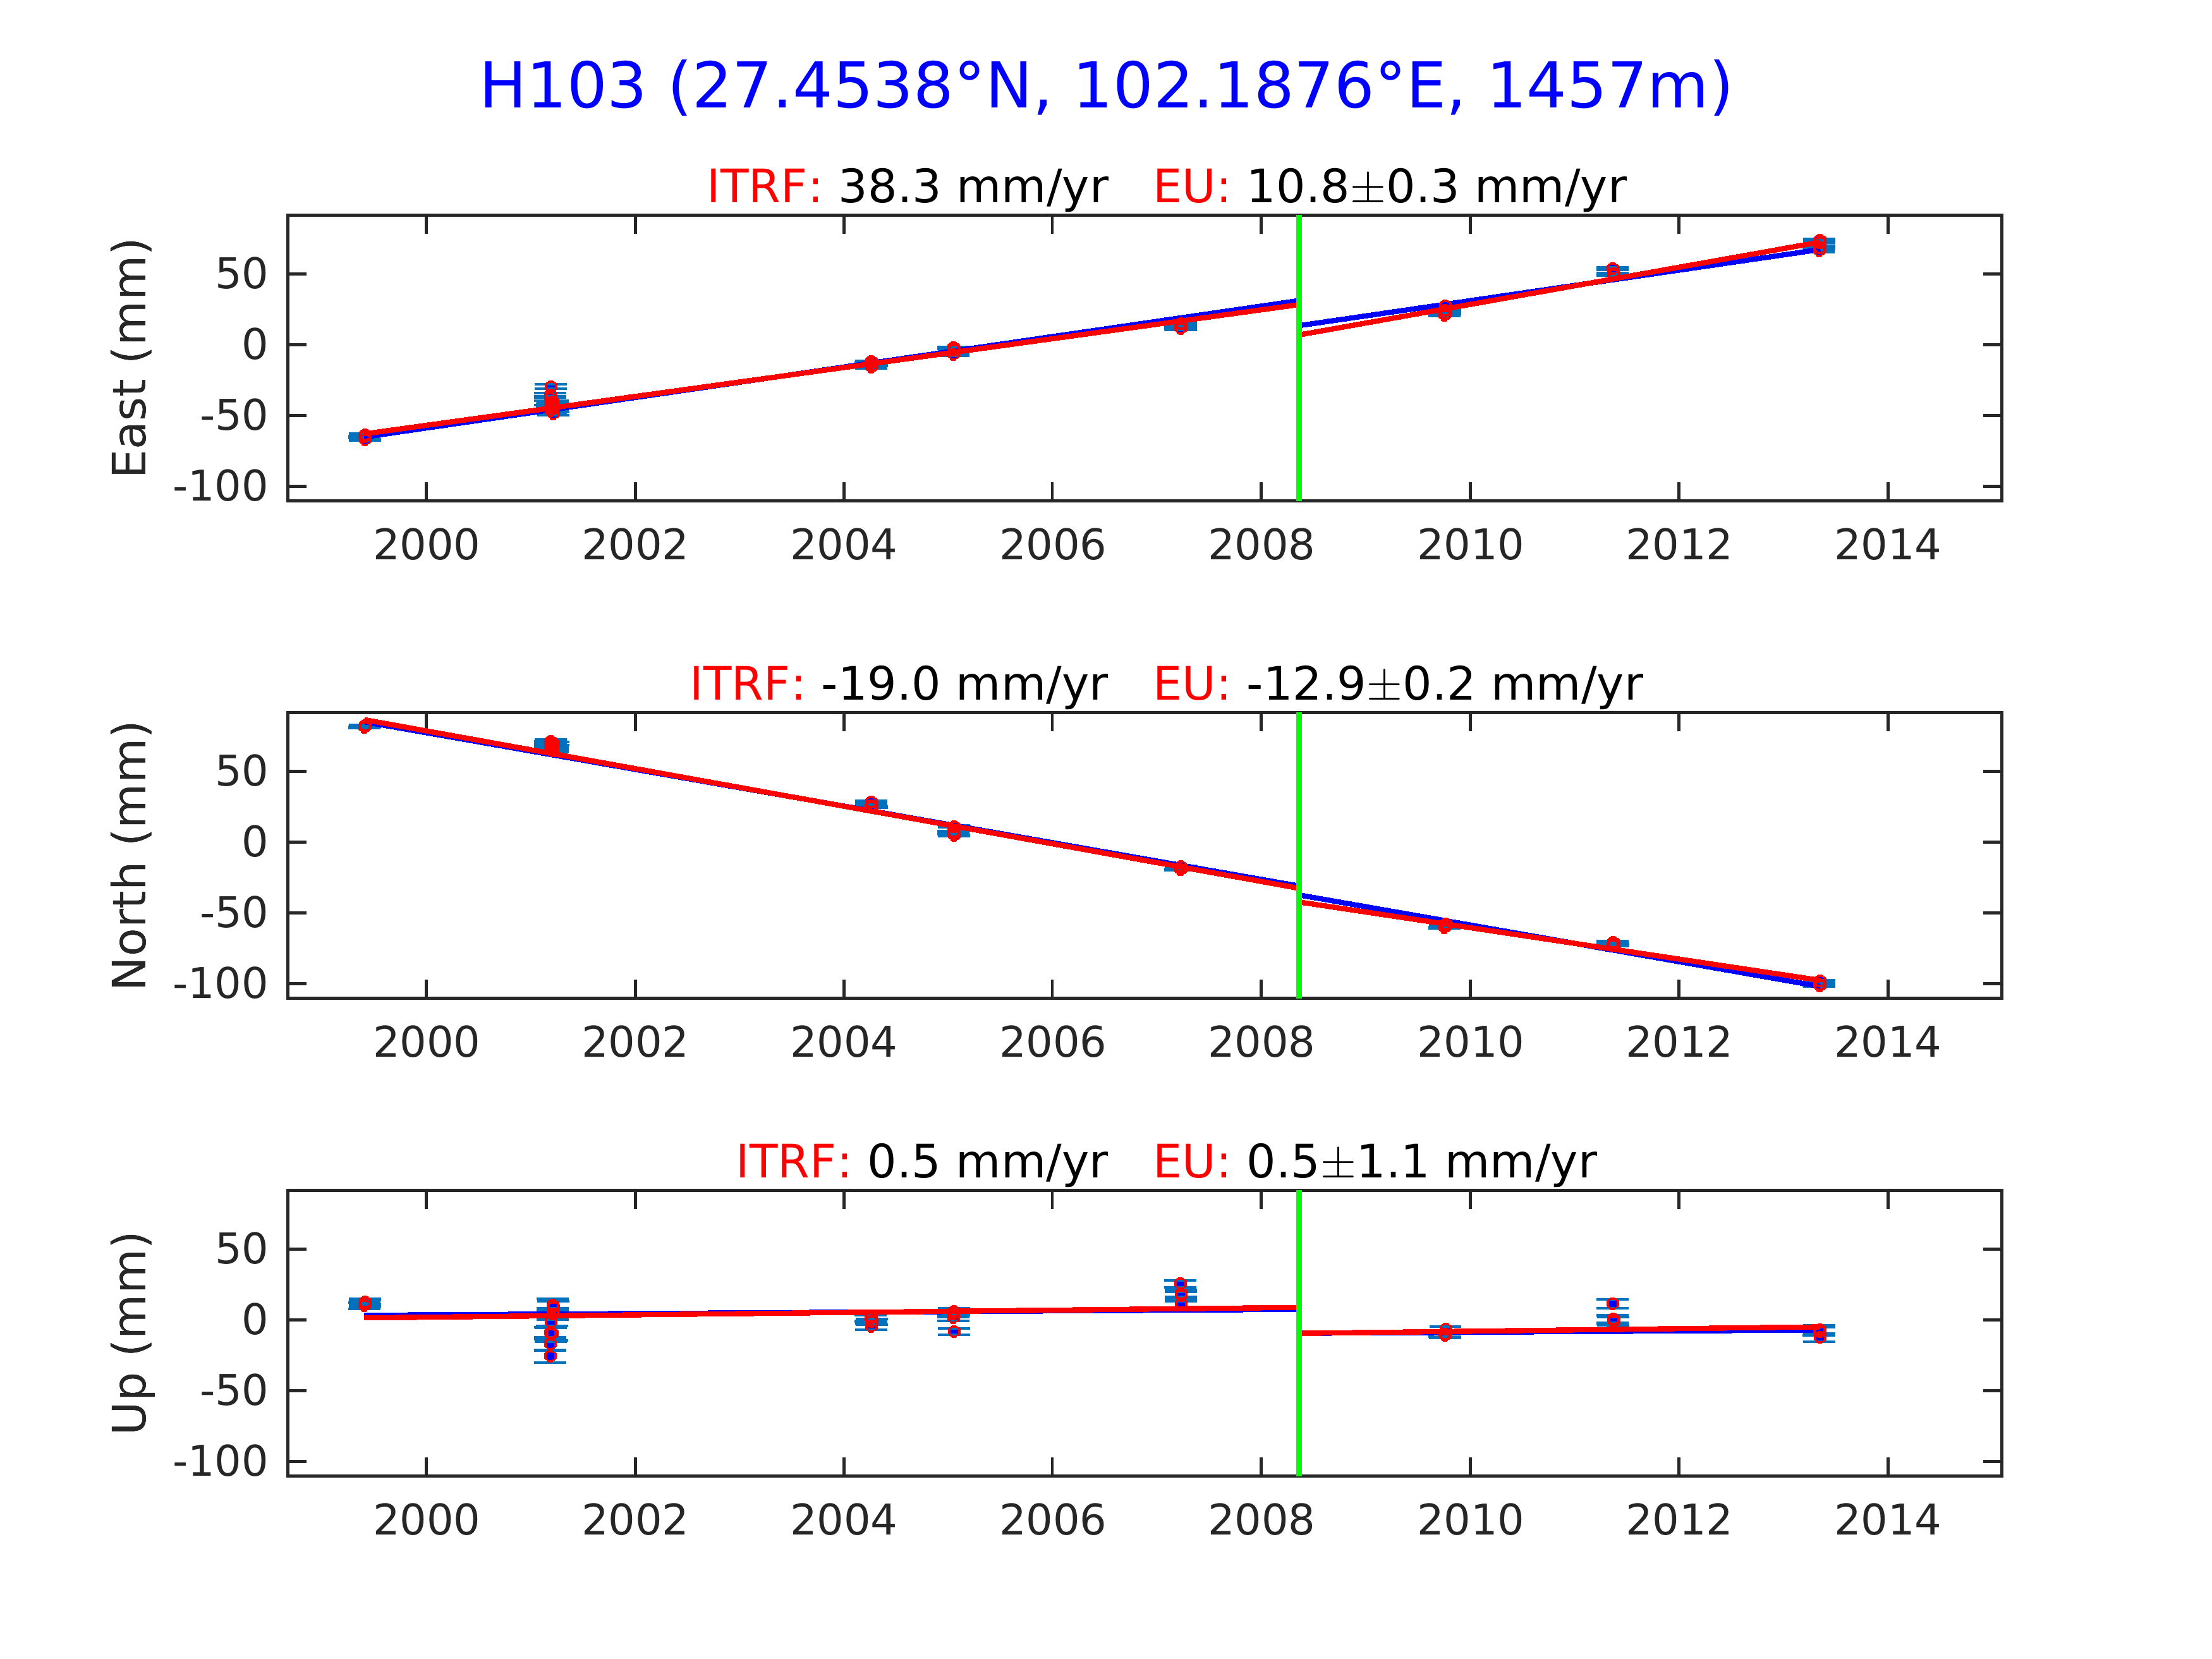 H103 (27.4538°N, 102.1876°E, 1457m)
ITRF: 38.3 mm/yr EU: 10.8±0.3 mm/yr
East (mm)
50
0
-50
-100
2000 2002 2004 2006 2008 2010 2012 2014
ITRF: -19.0 mm/yr EU: -12.9±0.2 mm/yr
North (mm)
50
0
-50
-100
2000 2002 2004 2006 2008 2010 2012 2014
ITRF: 0.5 mm/yr EU: 0.5±1.1 mm/yr
Up (mm)
50
0
-50
-100
2000 2002 2004 2006 2008 2010 2012 2014